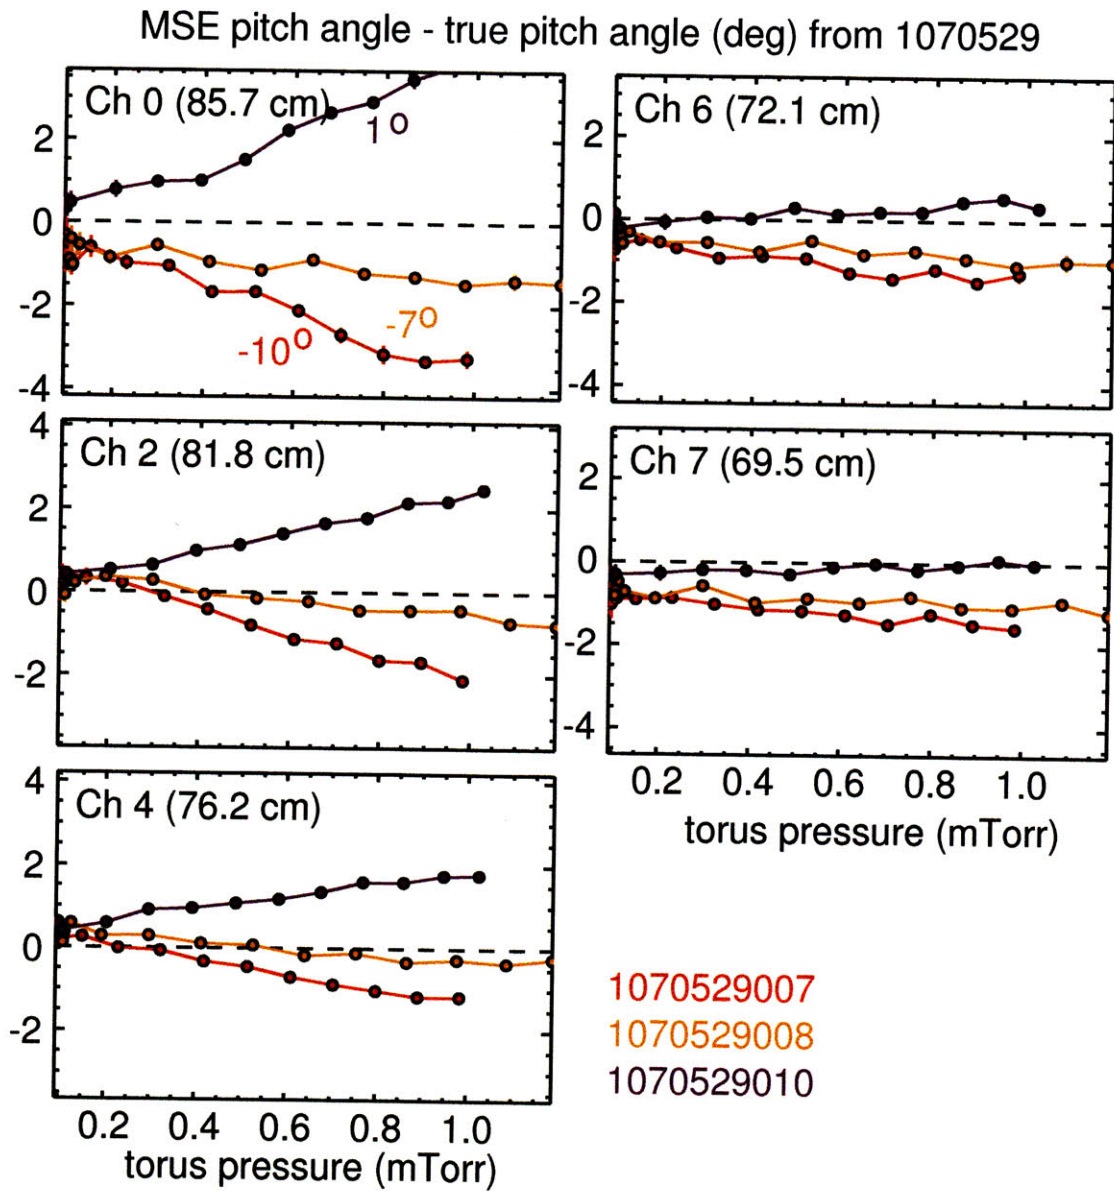 MSE pitch angle - true pitch angle (deg) from 1070529
Ch 0 (85.7 cm)
1º
-7º
-10º
2
0
-2
-4
Ch 2 (81.8 cm)
4
2
0
-2
Ch 4 (76.2 cm)
4
2
0
-2
0.2 0.4 0.6 0.8 1.0
torus pressure (mTorr)
Ch 6 (72.1 cm)
2
0
-2
-4
Ch 7 (69.5 cm)
2
0
-2
-4
0.2 0.4 0.6 0.8 1.0
torus pressure (mTorr)
1070529007
1070529008
1070529010